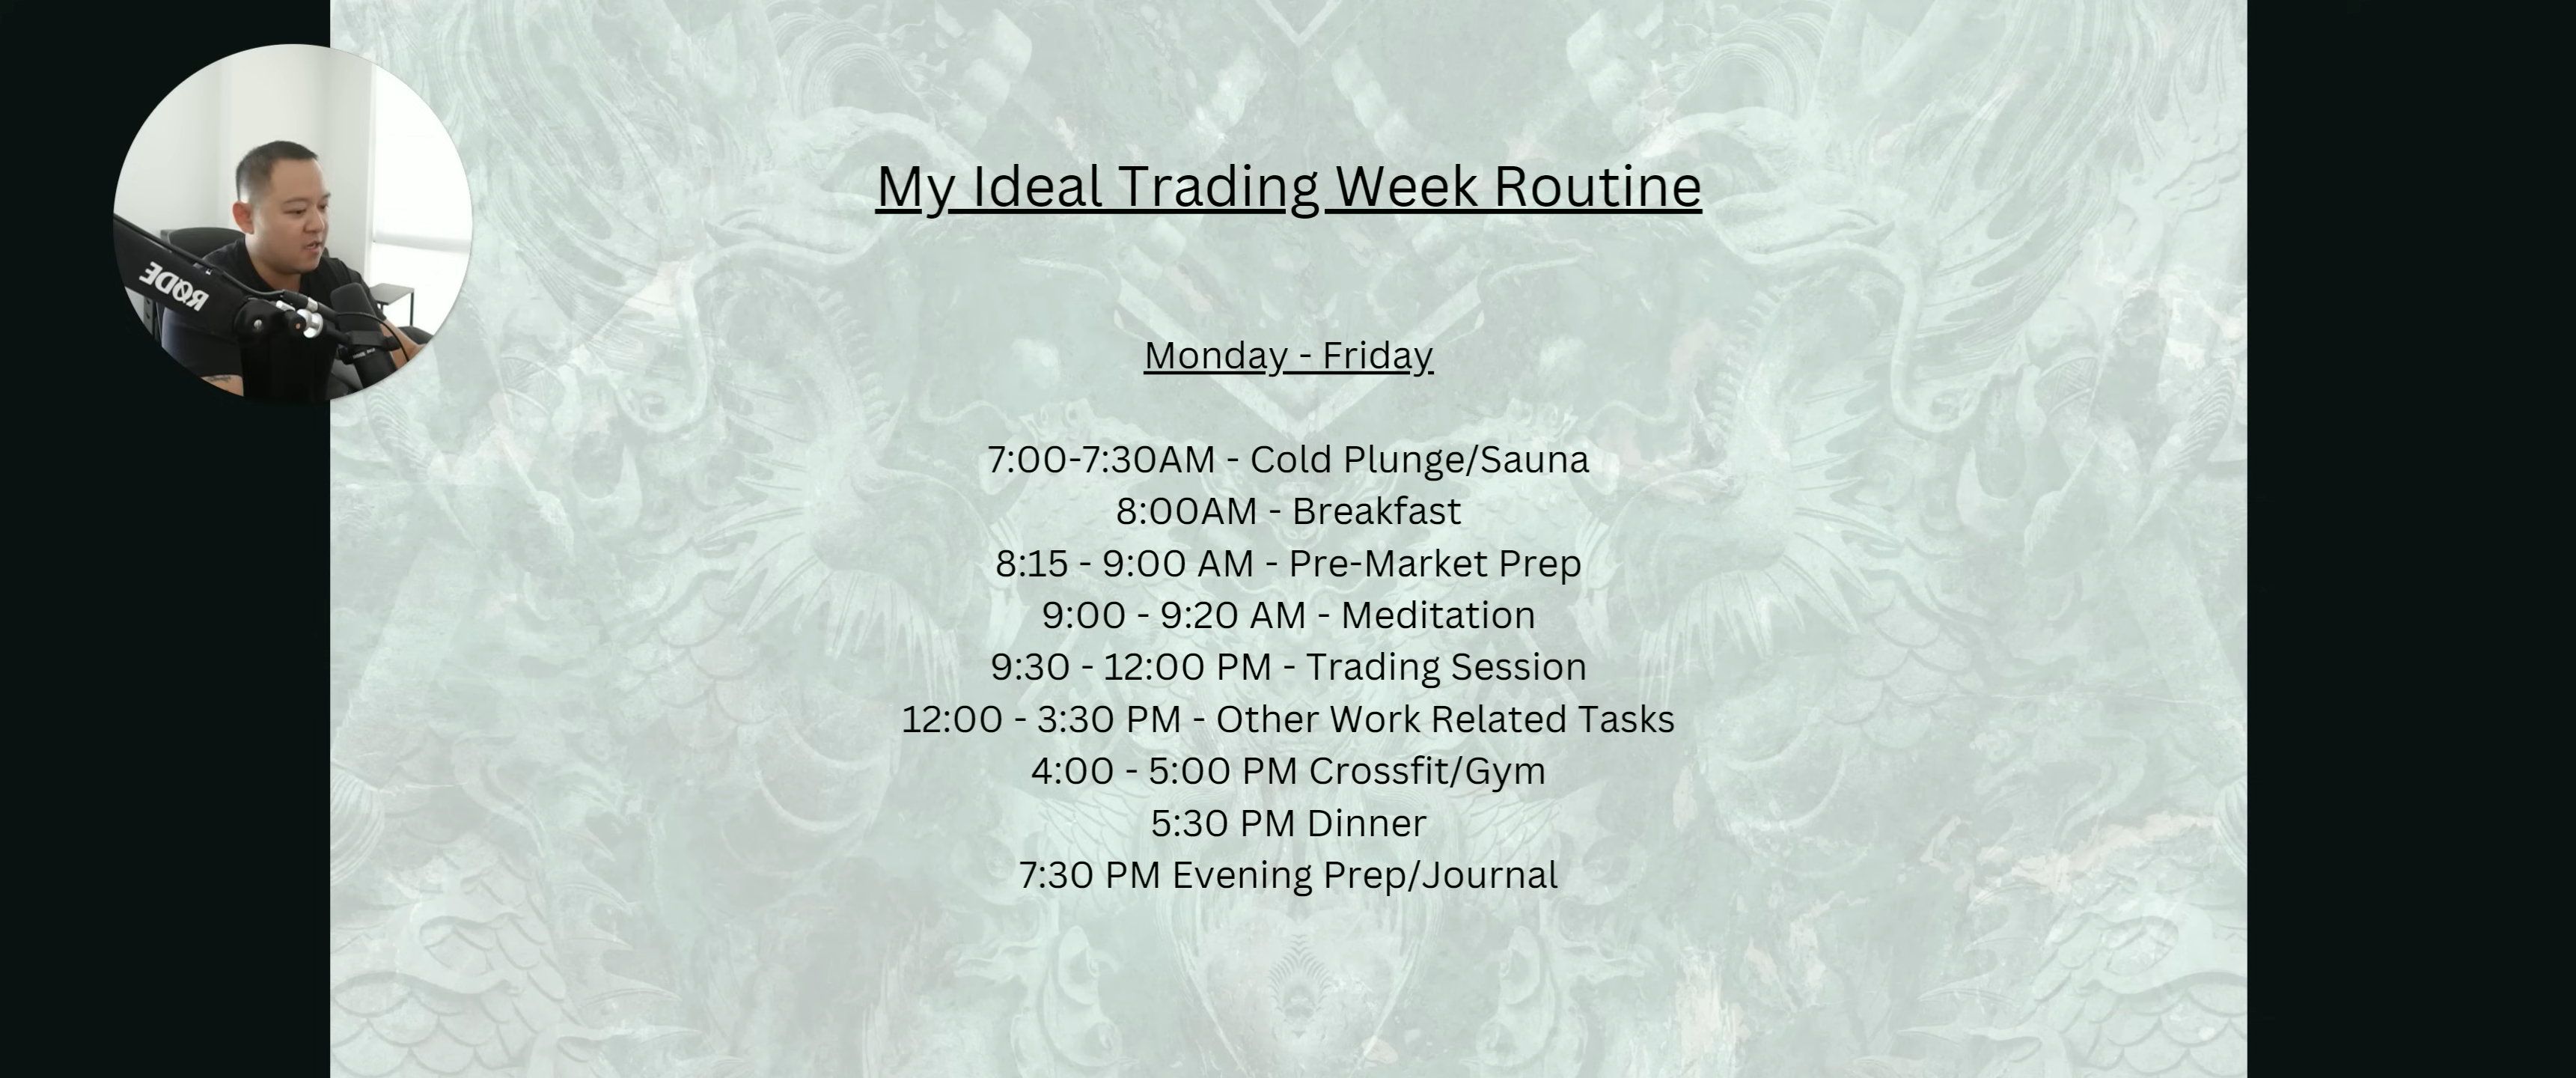 RØDE
My Ideal Trading Week Routine
Monday - Friday
7:00-7:30AM - Cold Plunge/Sauna
8:00AM - Breakfast
8:15 - 9:00 AM - Pre-Market Prep
9:00 - 9:20 AM - Meditation
9:30 - 12:00 PM - Trading Session
12:00 - 3:30 PM - Other Work Related Tasks
4:00 - 5:00 PM Crossfit/Gym
5:30 PM Dinner
7:30 PM Evening Prep/Journal